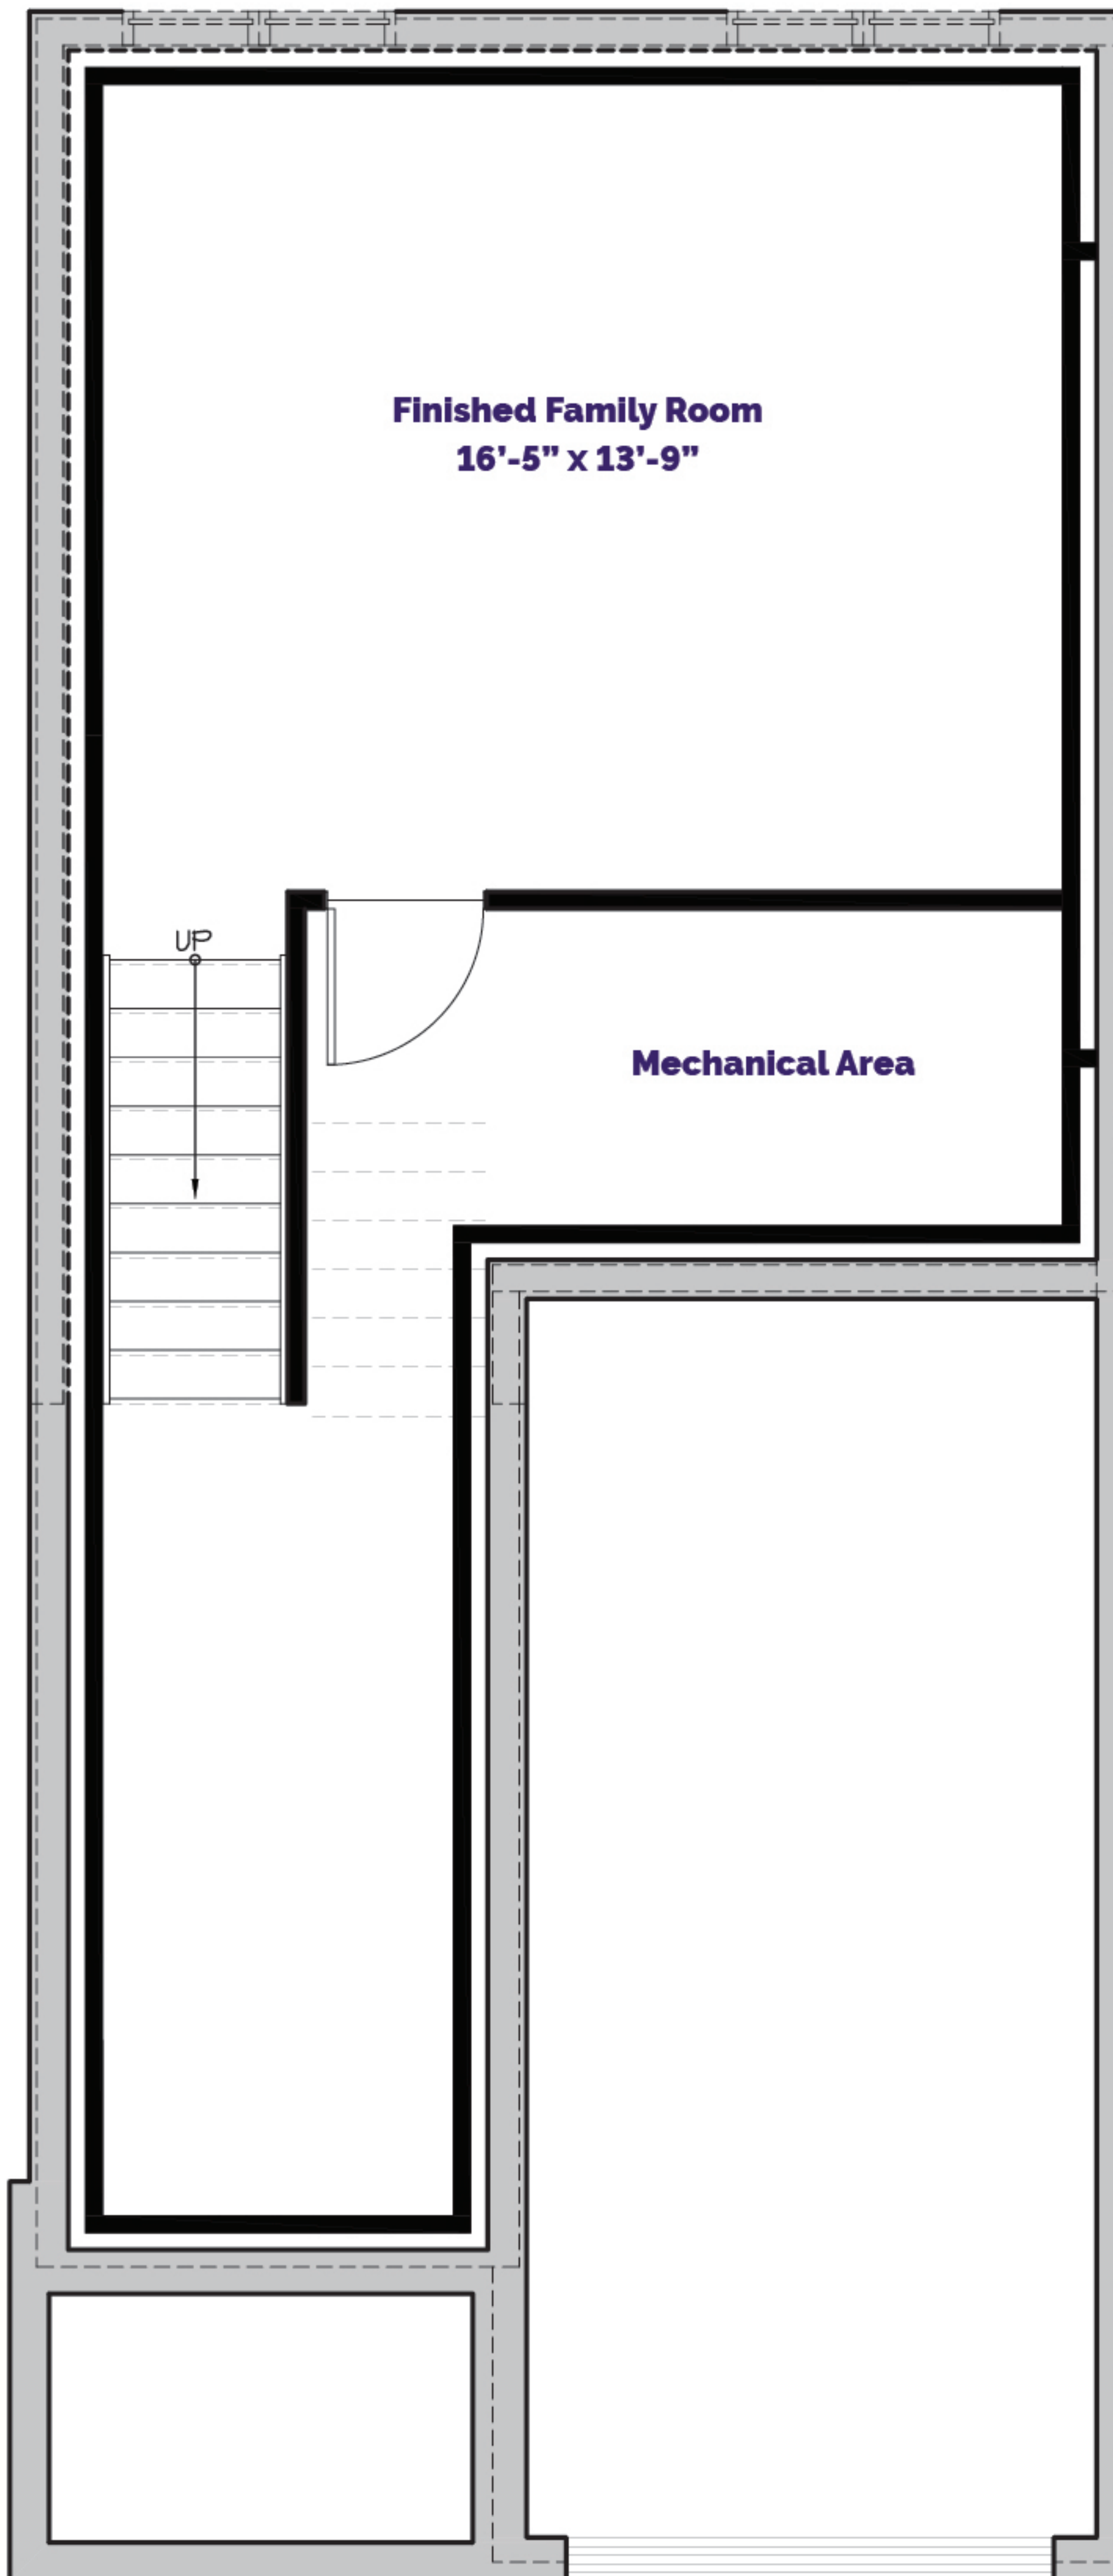 Finished Family Room
16’-5” x 13’-9”
UP
Mechanical Area